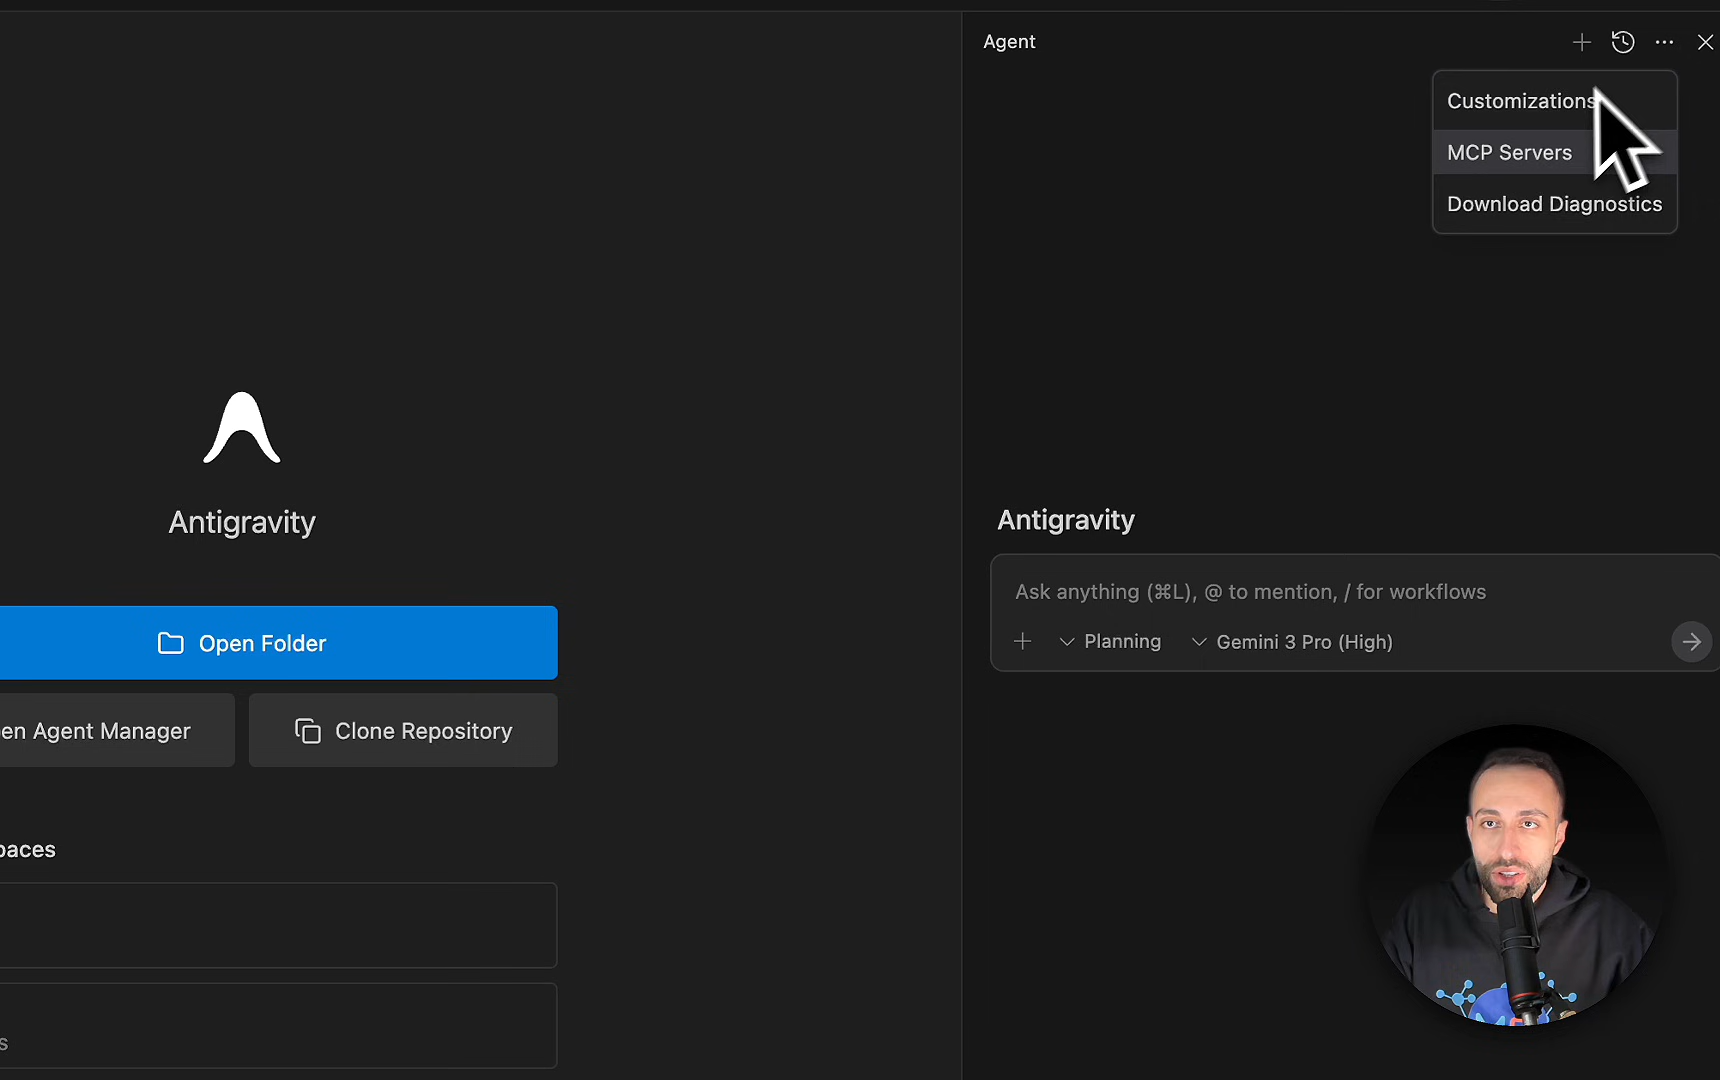 Agent
Customizations
MCP Servers
Download Diagnostics
Antigravity
Open Folder
en Agent Manager
Clone Repository
paces
s
Antigravity
Ask anything (⌘L), @ to mention, / for workflows
Planning
Gemini 3 Pro (High)